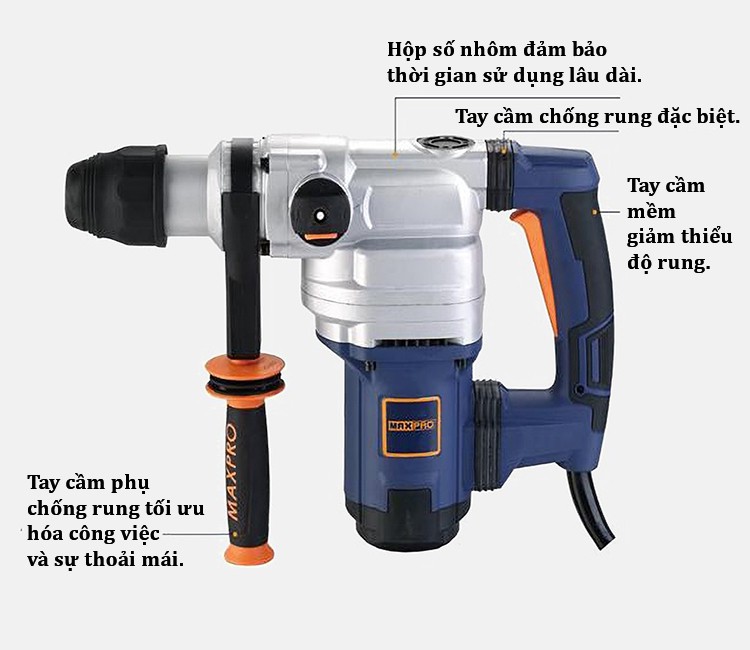 Hộp số nhôm đảm bảo
thời gian sử dụng lâu dài.
Tay cầm chống rung đặc biệt.
Tay cầm
mềm
giảm thiểu
độ rung.
MAXPRO
MAXPRO
Tay cầm phụ
chống rung tối ưu
hóa công việc
và sự thoải mái.